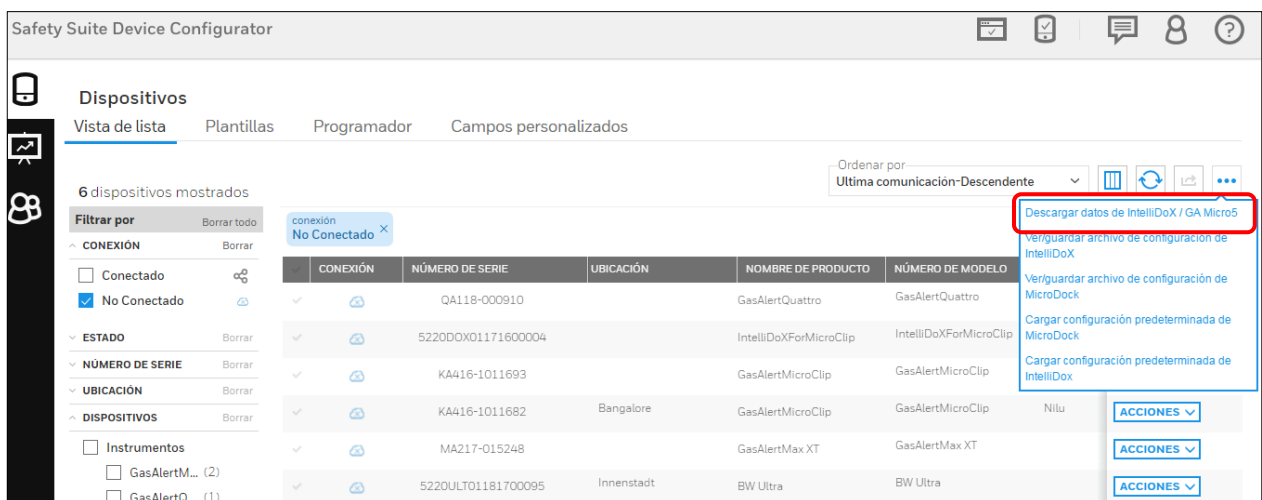 Safety Suite Device Configurator
Dispositivos
Vista de lista Plantillas Programador Campos personalizados
Ordenar por
Ultima comunicación-Descendente
6 dispositivos mostrados
Filtrar por Borrar todo
CONEXIÓN Borrar
Conectado
No Conectado
ESTADO Borrar
NÚMERO DE SERIE Borrar
UBICACIÓN Borrar
DISPOSITIVOS Borrar
Instrumentos
GasAlertM... (2)
GasAlertQ... (1)
conexión
No Conectado ×
Descargar datos de IntelliDoX / GA Micro5
Ver/guardar archivo de configuración de
IntelliDoX
Ver/guardar archivo de configuración de
MicroDock
Cargar configuración predeterminada de
MicroDock
Cargar configuración predeterminada de
IntelliDox
CONEXIÓN NÚMERO DE SERIE UBICACIÓN NOMBRE DE PRODUCTO NÚMERO DE MODELO
QA118-000910 GasAlertQuattro GasAlertQuattro
5220DOX01171600004 IntelliDoXForMicroClip IntelliDoXForMicroClip
KA416-1011693 GasAlertMicroClip GasAlertMicroClip
KA416-1011682 Bangalore GasAlertMicroClip GasAlertMicroClip Nilu ACCIONES
MA217-015248 GasAlertMax XT GasAlertMax XT ACCIONES
5220ULT01181700095 Innenstadt BW Ultra BW Ultra ACCIONES